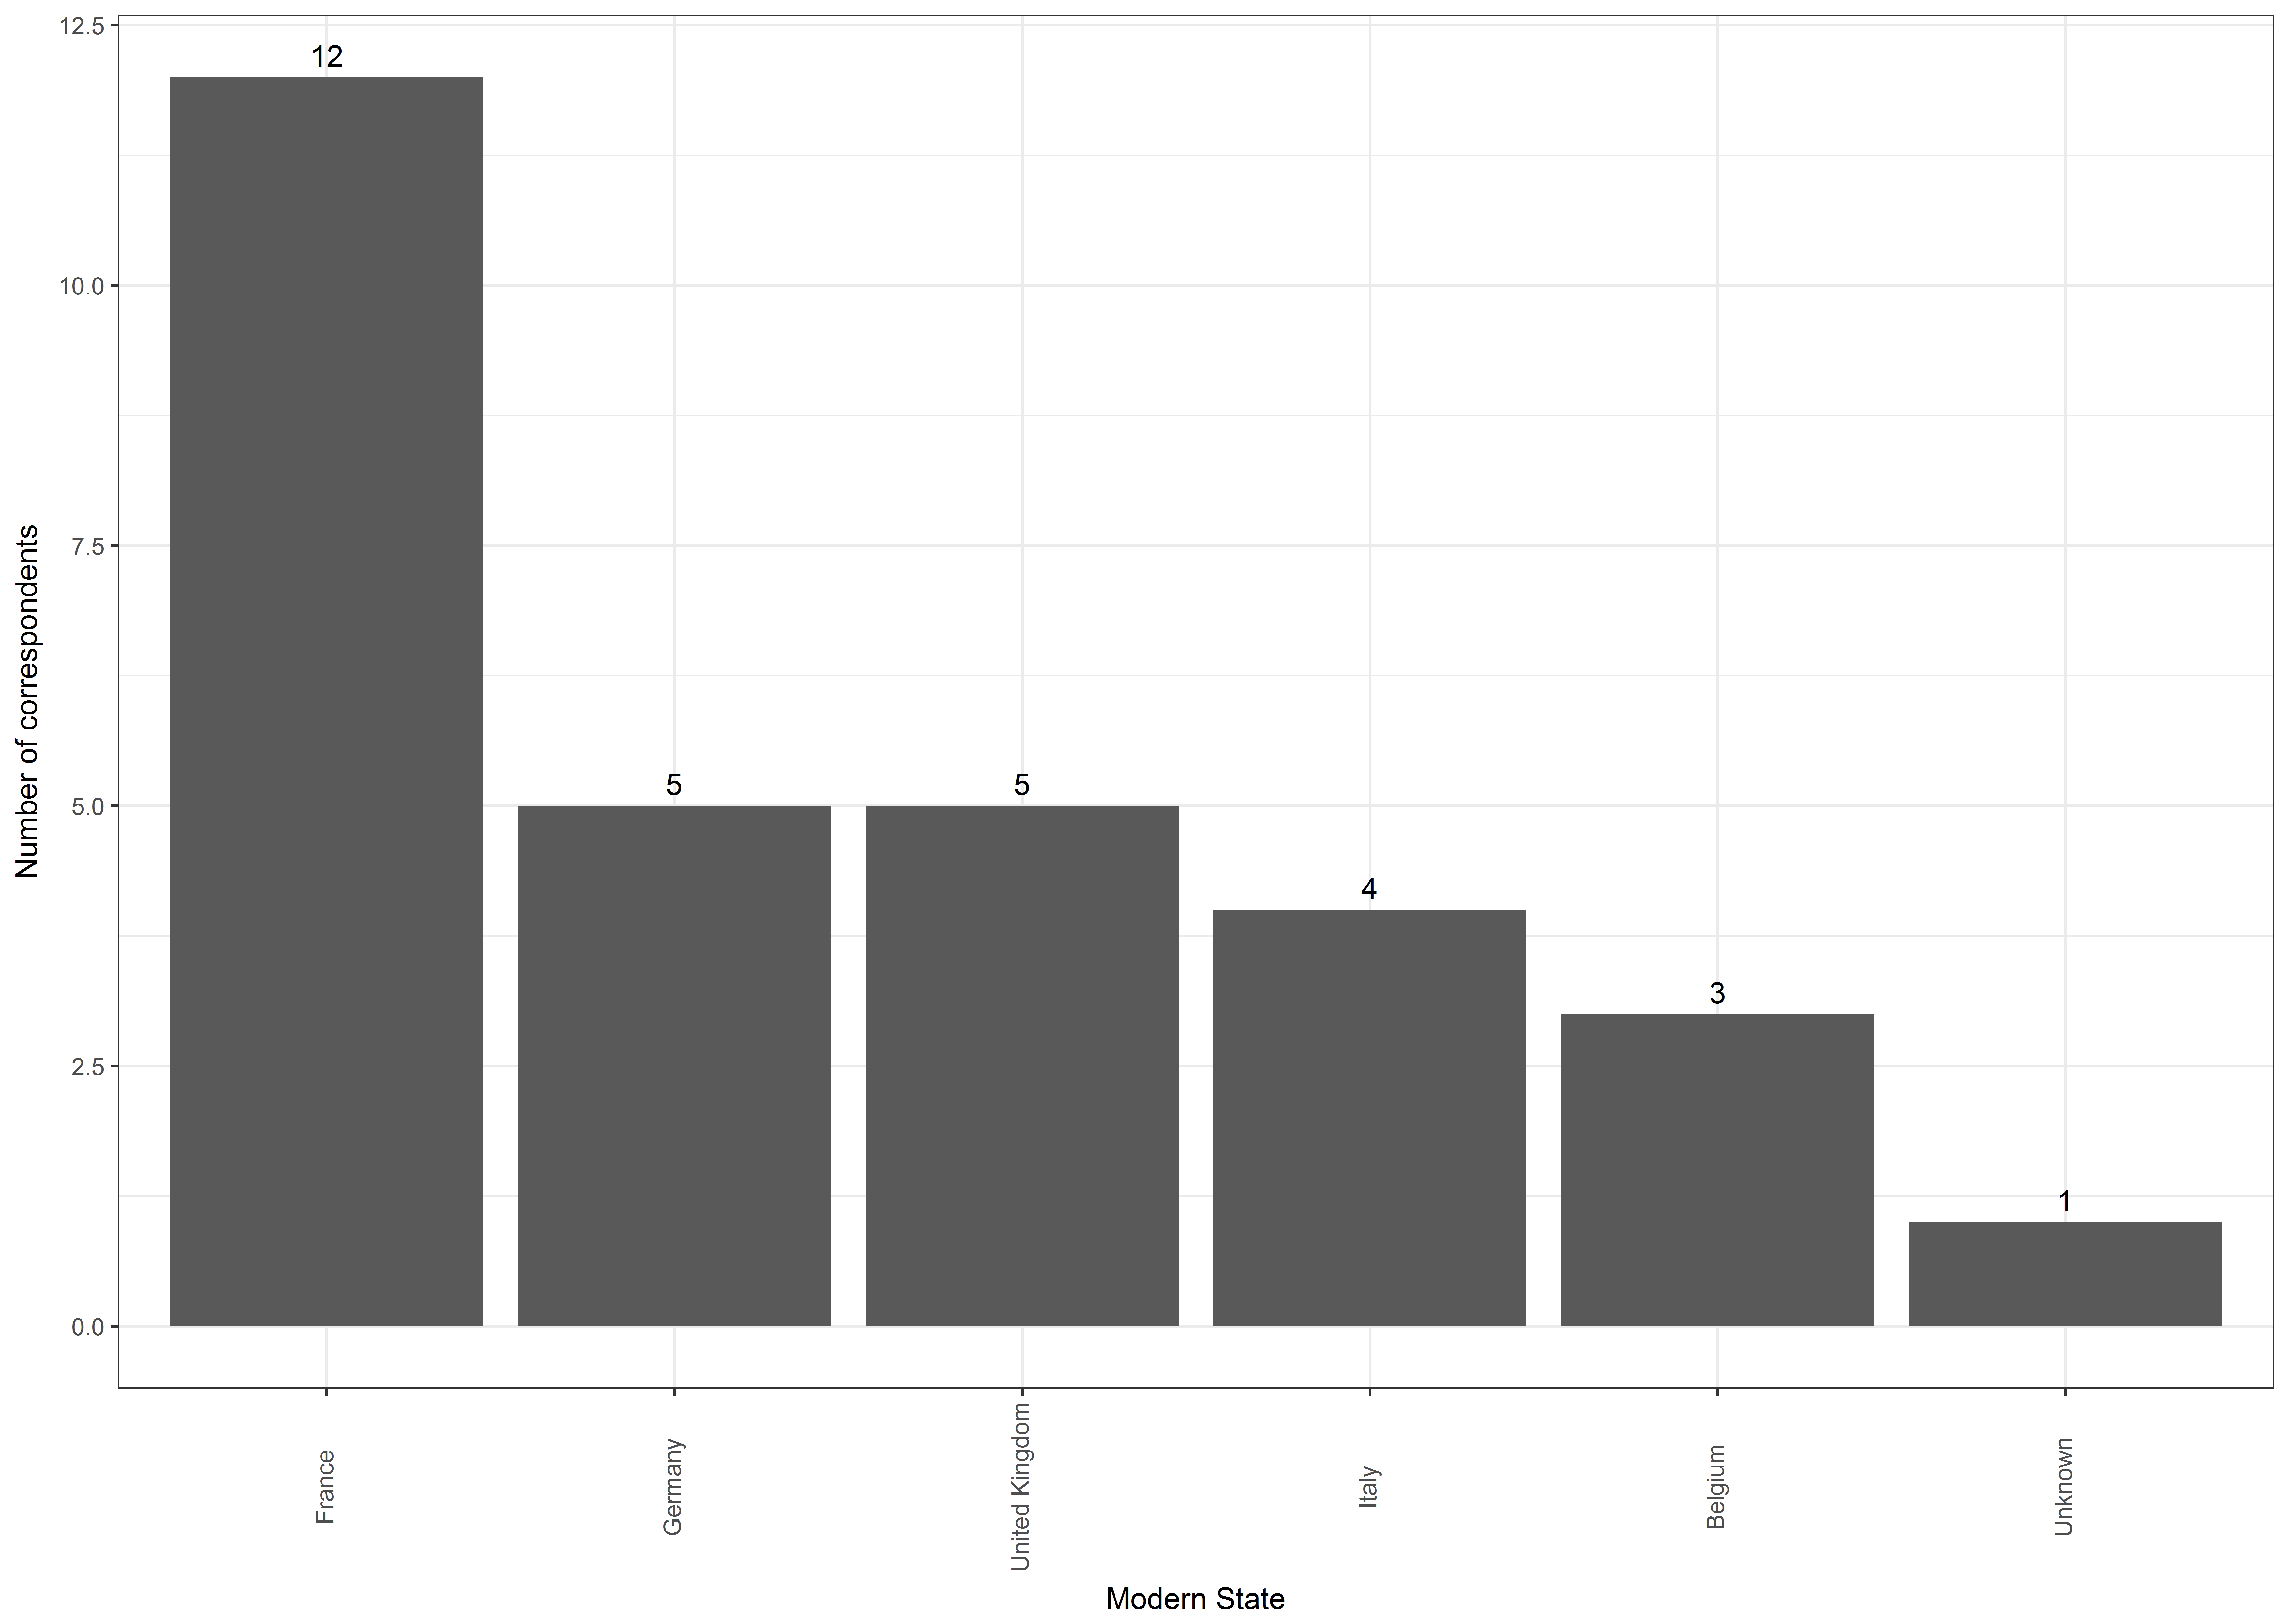 Number of correspondents
12.5
10.0
7.5
5.0
2.5
0.0
12
5
5
4
3
1
France
Germany
United Kingdom
Italy
Belgium
Unknown
Modern State